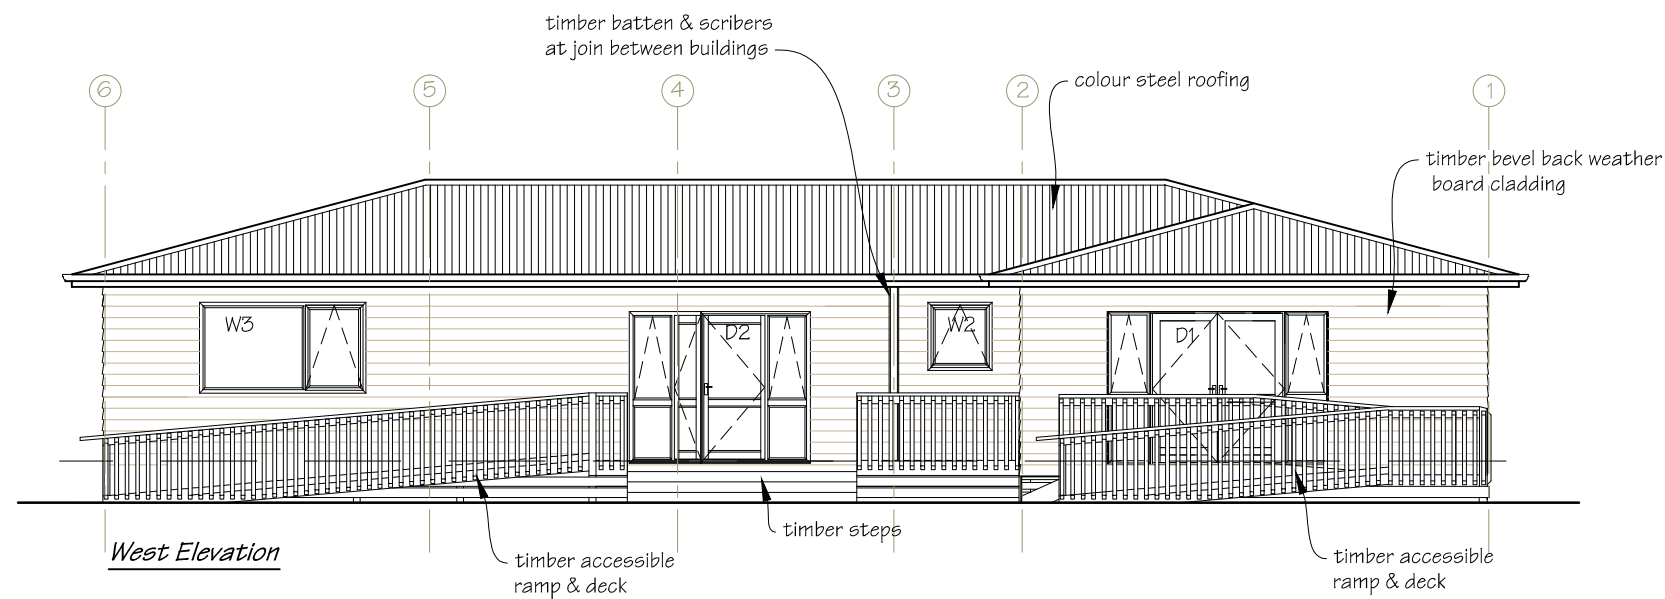 timber batten & scribers
at join between buildings
6
5
4
3
2
1
colour steel roofing
timber bevel back weather
board cladding
W3
D2
W2
D1
timber steps
West Elevation
timber accessible
ramp & deck
timber accessible
ramp & deck